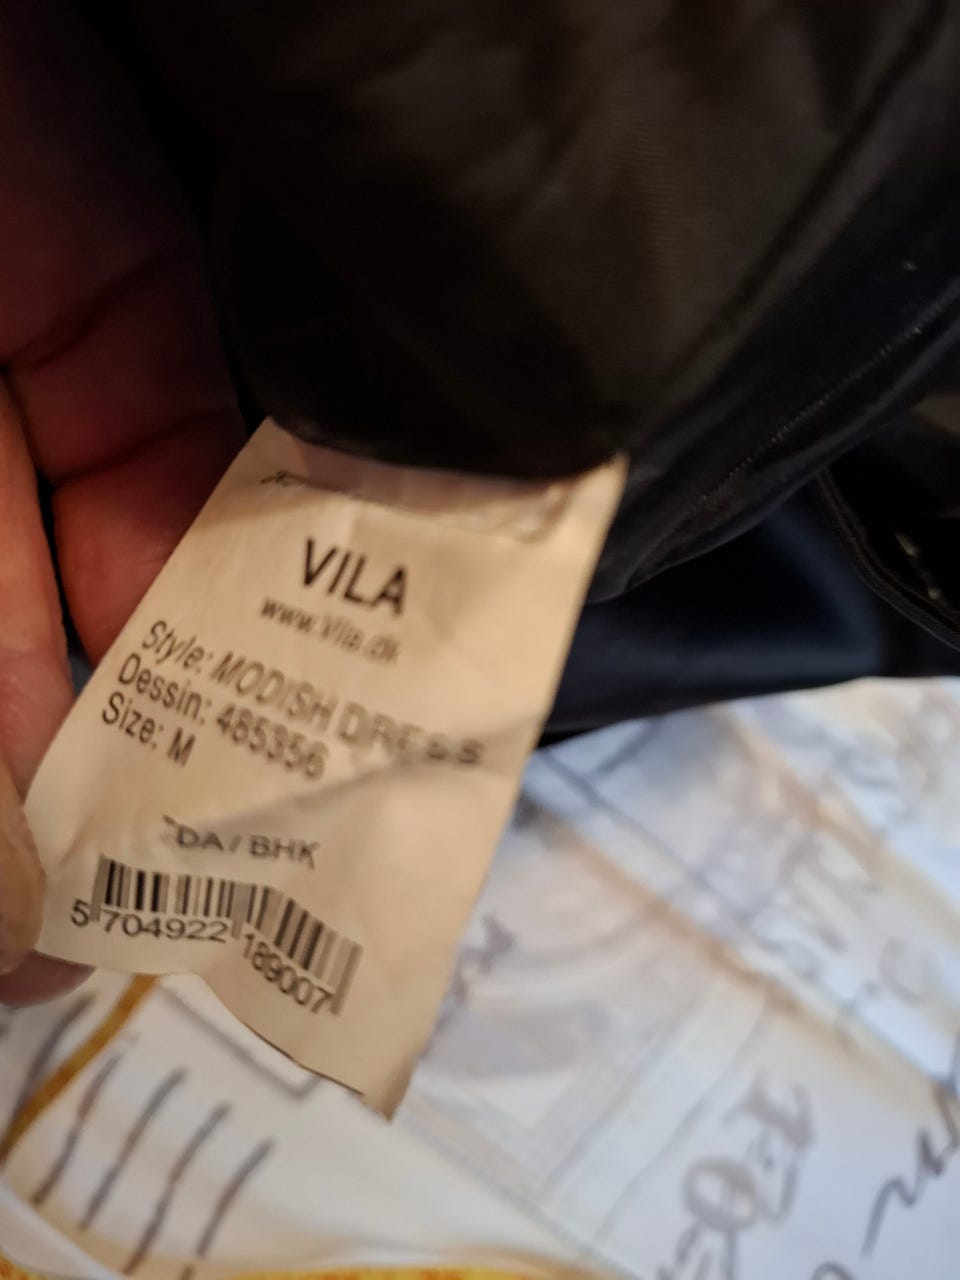 VILA
www.Vila.dk
Style: MODISH DRESS
Dessin: 485356
Size: M
DA / BHK
5 704922 189007